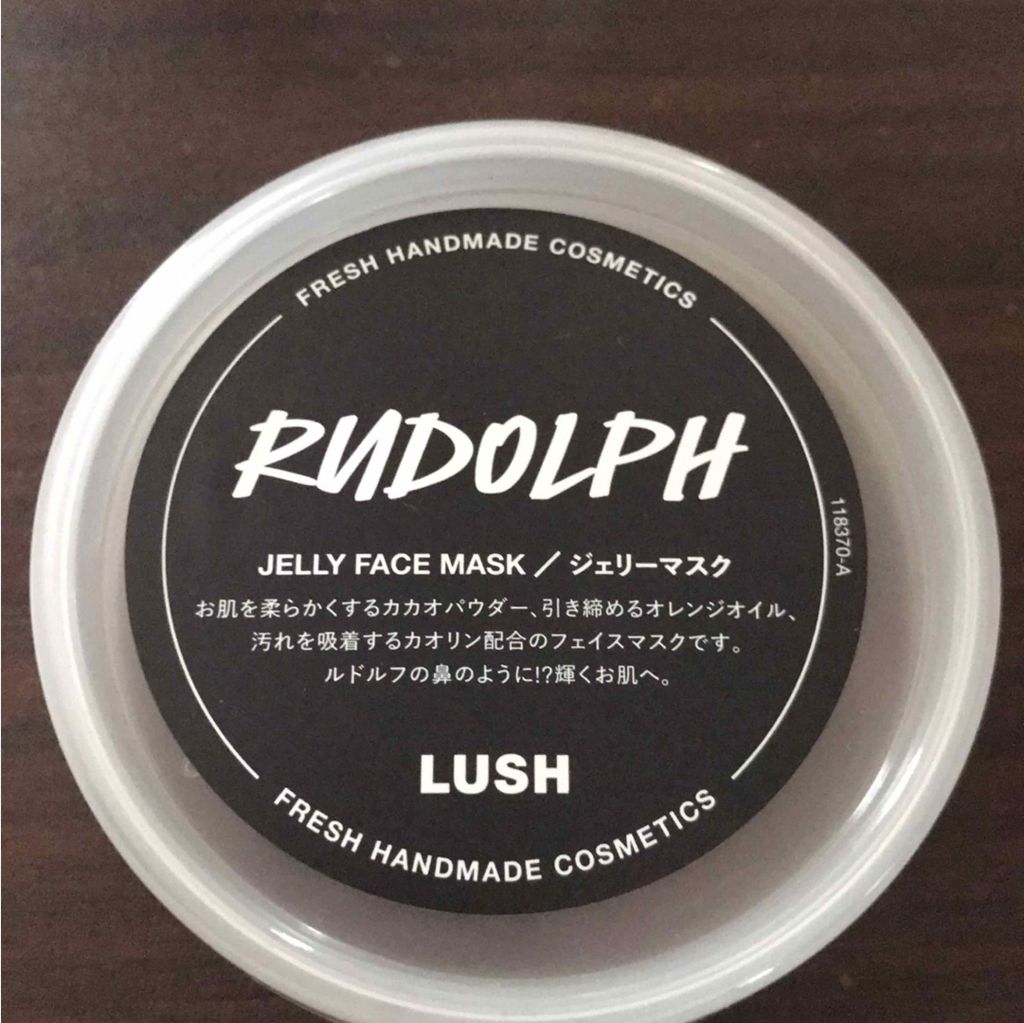 FRESH HANDMADE COSMETICS
RUDOLPH
118370-A
JELLY FACE MASK／ジェリーマスク
お肌を柔らかくするカカオパウダー、引き締めるオレンジオイル、
汚れを吸着するカオリン配合のフェイスマスクです。
ルドルフの鼻のように!?輝くお肌へ。
LUSH
FRESH HANDMADE COSMETICS